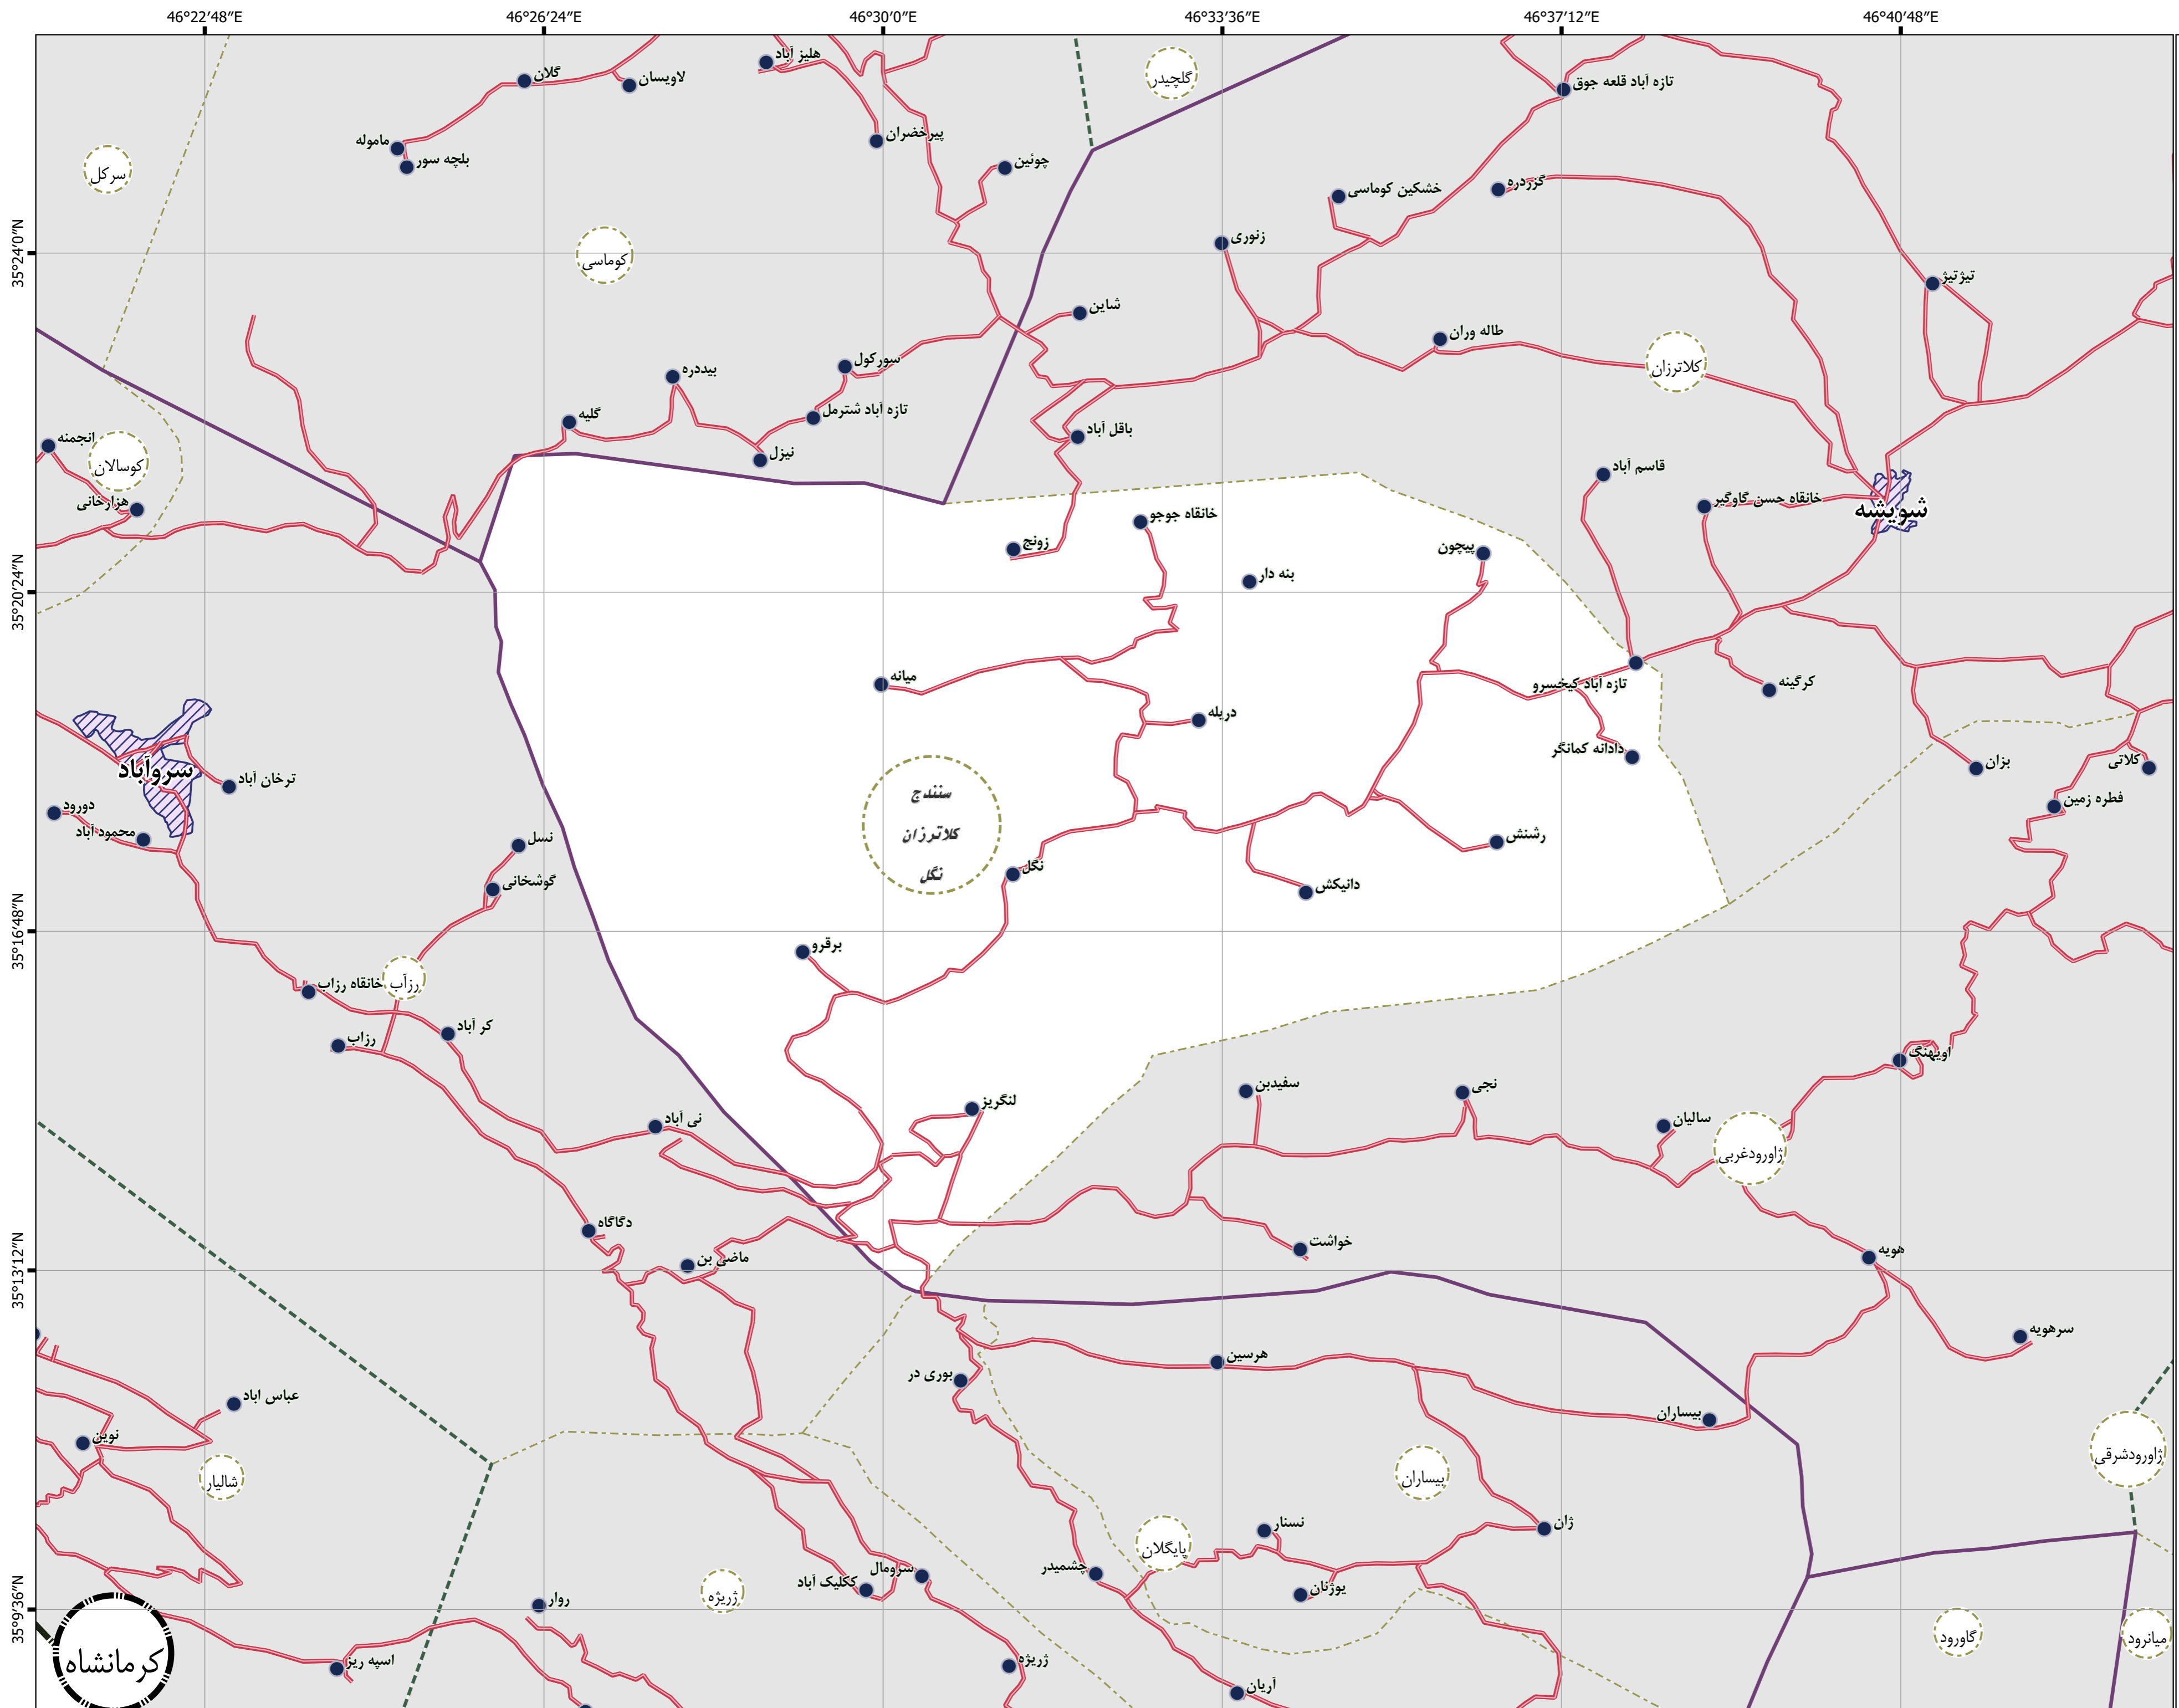 46°22'48"E
46°26'24"E
46°30'0"E
46°33'36"E
46°37'12"E
46°40'48"E
هلیز آباد
گلان
لاویسان
گلچیدر
تازه آباد قلعه جوق
پیرخضران
ماموله
بلچه سور
چوئین
سرکل
خشکین کوماسی
گزردره
زنوری
کوماسی
35°24'0"N
تیژتیژ
شاین
طاله وران
سورکول
کلاترزان
بیددره
تازه آباد شترمل
گلیه
باقل آباد
انجمنه
نیزل
کوسالان
قاسم آباد
هزارخانی
خانقاه حسن گاوگیر
شویشه
خانقاه جوجو
زونج
پیچون
بنه دار
35°20'24"N
میانه
تازه آباد کیخسرو
کرگینه
دریله
دادانه کمانگر
سروآباد
ترخان آباد
بزان
کلاتی
سنندج
کلاترزان
نگل
فطره زمین
دورود
محمود آباد
نسل
رشنش
گوشخانی
نگل
دانیکش
35°16'48"N
برقرو
رزآب
خانقاه رزاب
کر آباد
رزاب
اویهنگ
سفیدبن
نجی
لنگریز
نی آباد
سالیان
ژاورودغربی
دگاگاه
خواشت
ماضی بن
هویه
35°13'12"N
سرهویه
هرسین
بوری در
عباس اباد
بیساران
نوین
ژاورودشرقی
شالیار
پیساران
نسنار
ژان
پایگلان
چشمیدر
سرومال
ککلیک آباد
یوژنان
ژریژه
روار
35°9'36"N
گاورود
میانرود
کرمانشاه
اسپه ریز
ژریژه
آریان